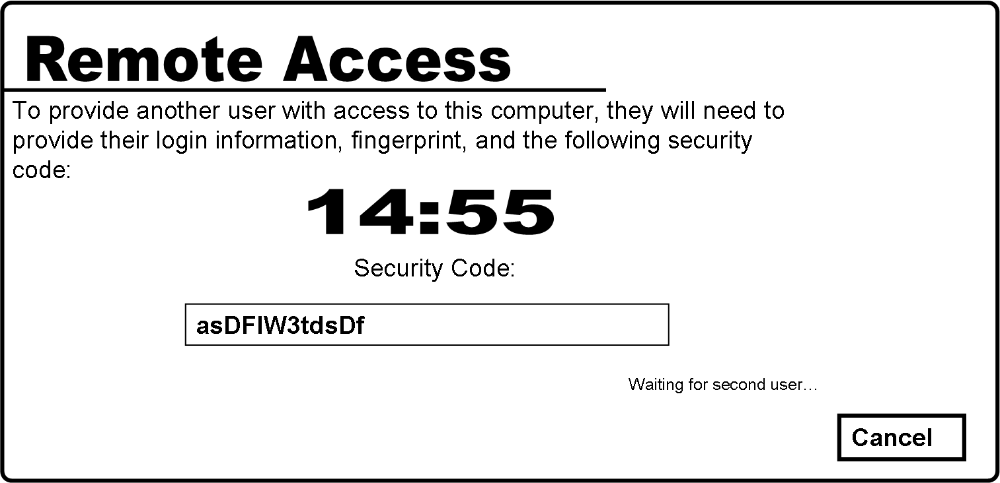 Remote Access
To provide another user with access to this computer, they will need to
provide their login information, fingerprint, and the following security
code:
14:55
Security Code:
asDFIW3tdsDf
Waiting for second user…
Cancel